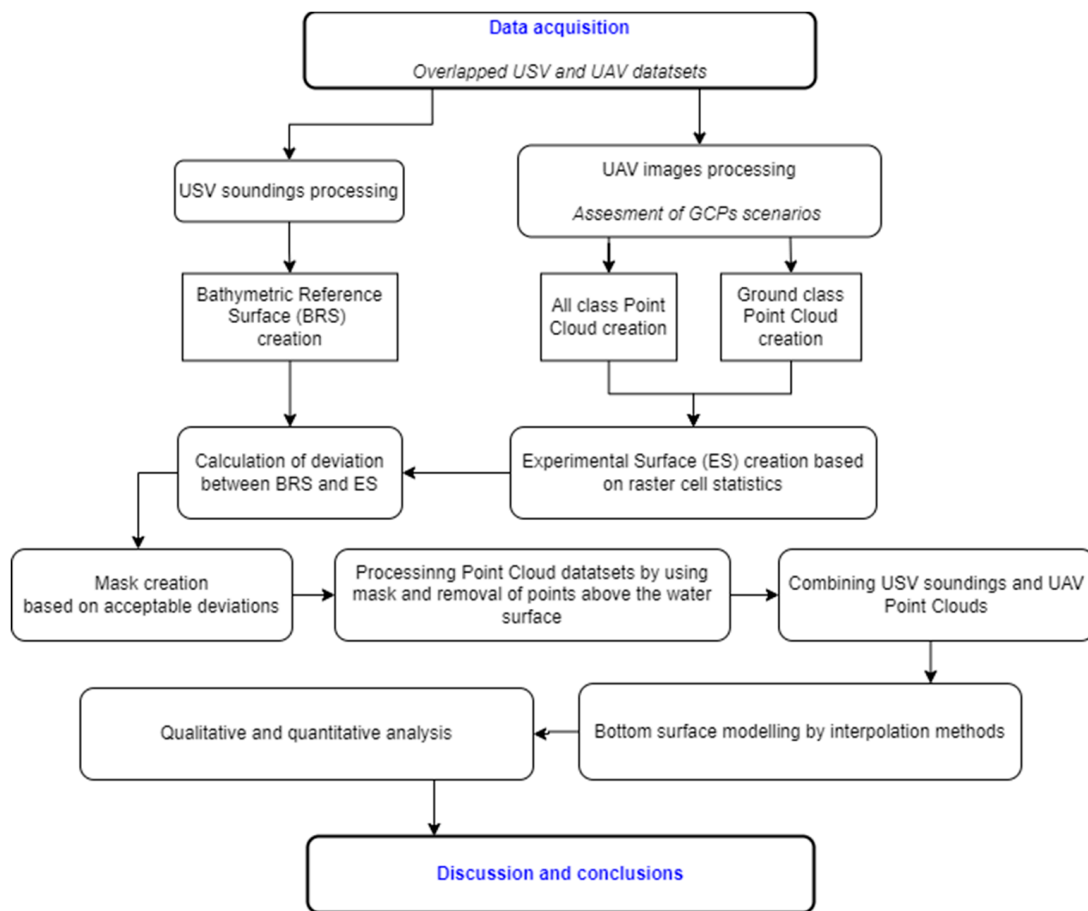 Data acquisition
Overlapped USV and UAV datatsets
USV soundings processing
UAV images processing
Assesment of GCPs scenarios
Bathymetric Reference
Surface (BRS)
creation
All class Point
Cloud creation
Ground class
Point Cloud
creation
Calculation of deviation
between BRS and ES
Experimental Surface (ES) creation based
on raster cell statistics
Mask creation
based on acceptable deviations
Processinng Point Cloud datatsets by using
mask and removal of points above the water
surface
Combining USV soundings and UAV
Point Clouds
Qualitative and quantitative analysis
Bottom surface modelling by interpolation methods
Discussion and conclusions